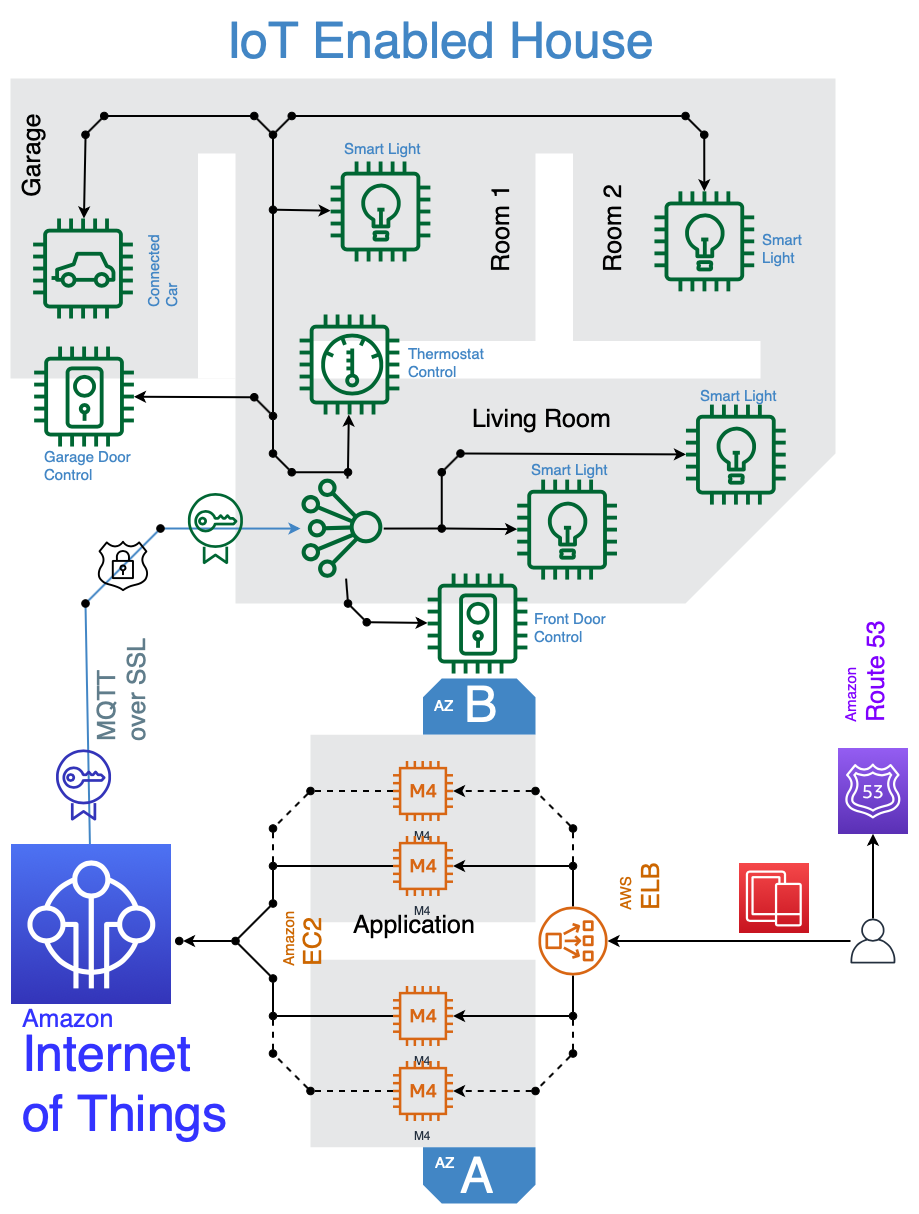 IoT Enabled House
Garage
Smart Light
Room 1
Room 2
Smart
Light
Connected
Car
Thermostat
Control
Smart Light
Living Room
Garage Door
Control
Smart Light
Front Door
Control
MQTT
over SSL
AZ B
Amazon
Route 53
53
M4
M4
M4
M4
AWS
ELB
Application
Amazon
EC2
Amazon
Internet
of Things
M4
M4
M4
M4
AZ A